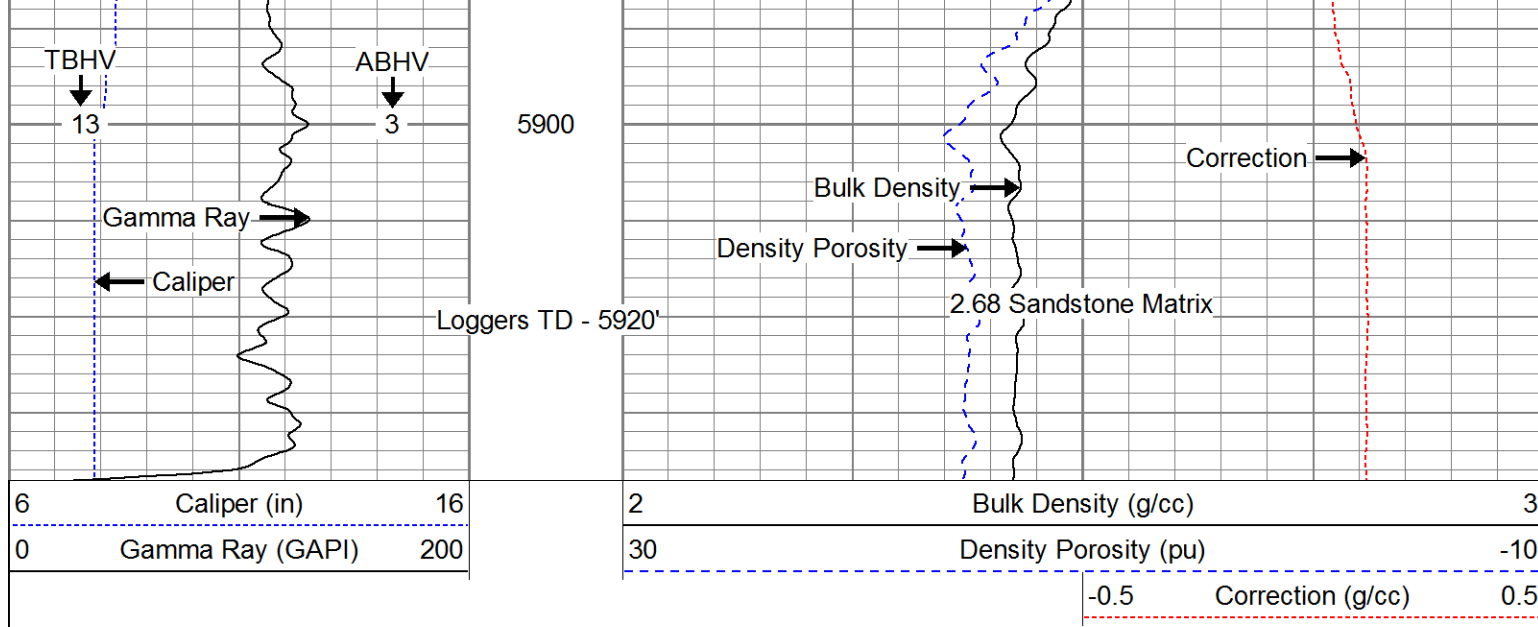 TBHV
ABHV
13
3
5900
Correction
Bulk Density
Gamma Ray
Density Porosity
Caliper
2.68 Sandstone Matrix
Loggers TD - 5920'
6 Caliper (in) 16
2 Bulk Density (g/cc) 3
0 Gamma Ray (GAPI) 200
30 Density Porosity (pu) -10
-0.5 Correction (g/cc) 0.5